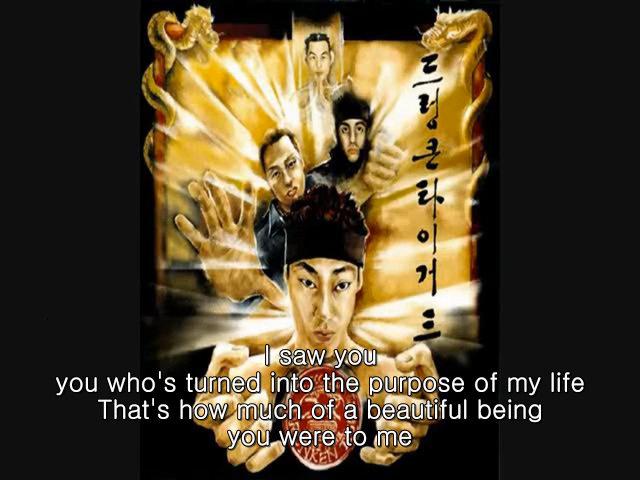 드렁큰타이거
I saw you
you who's turned into the purpose of my life
That's how much of a beautiful being
you were to me